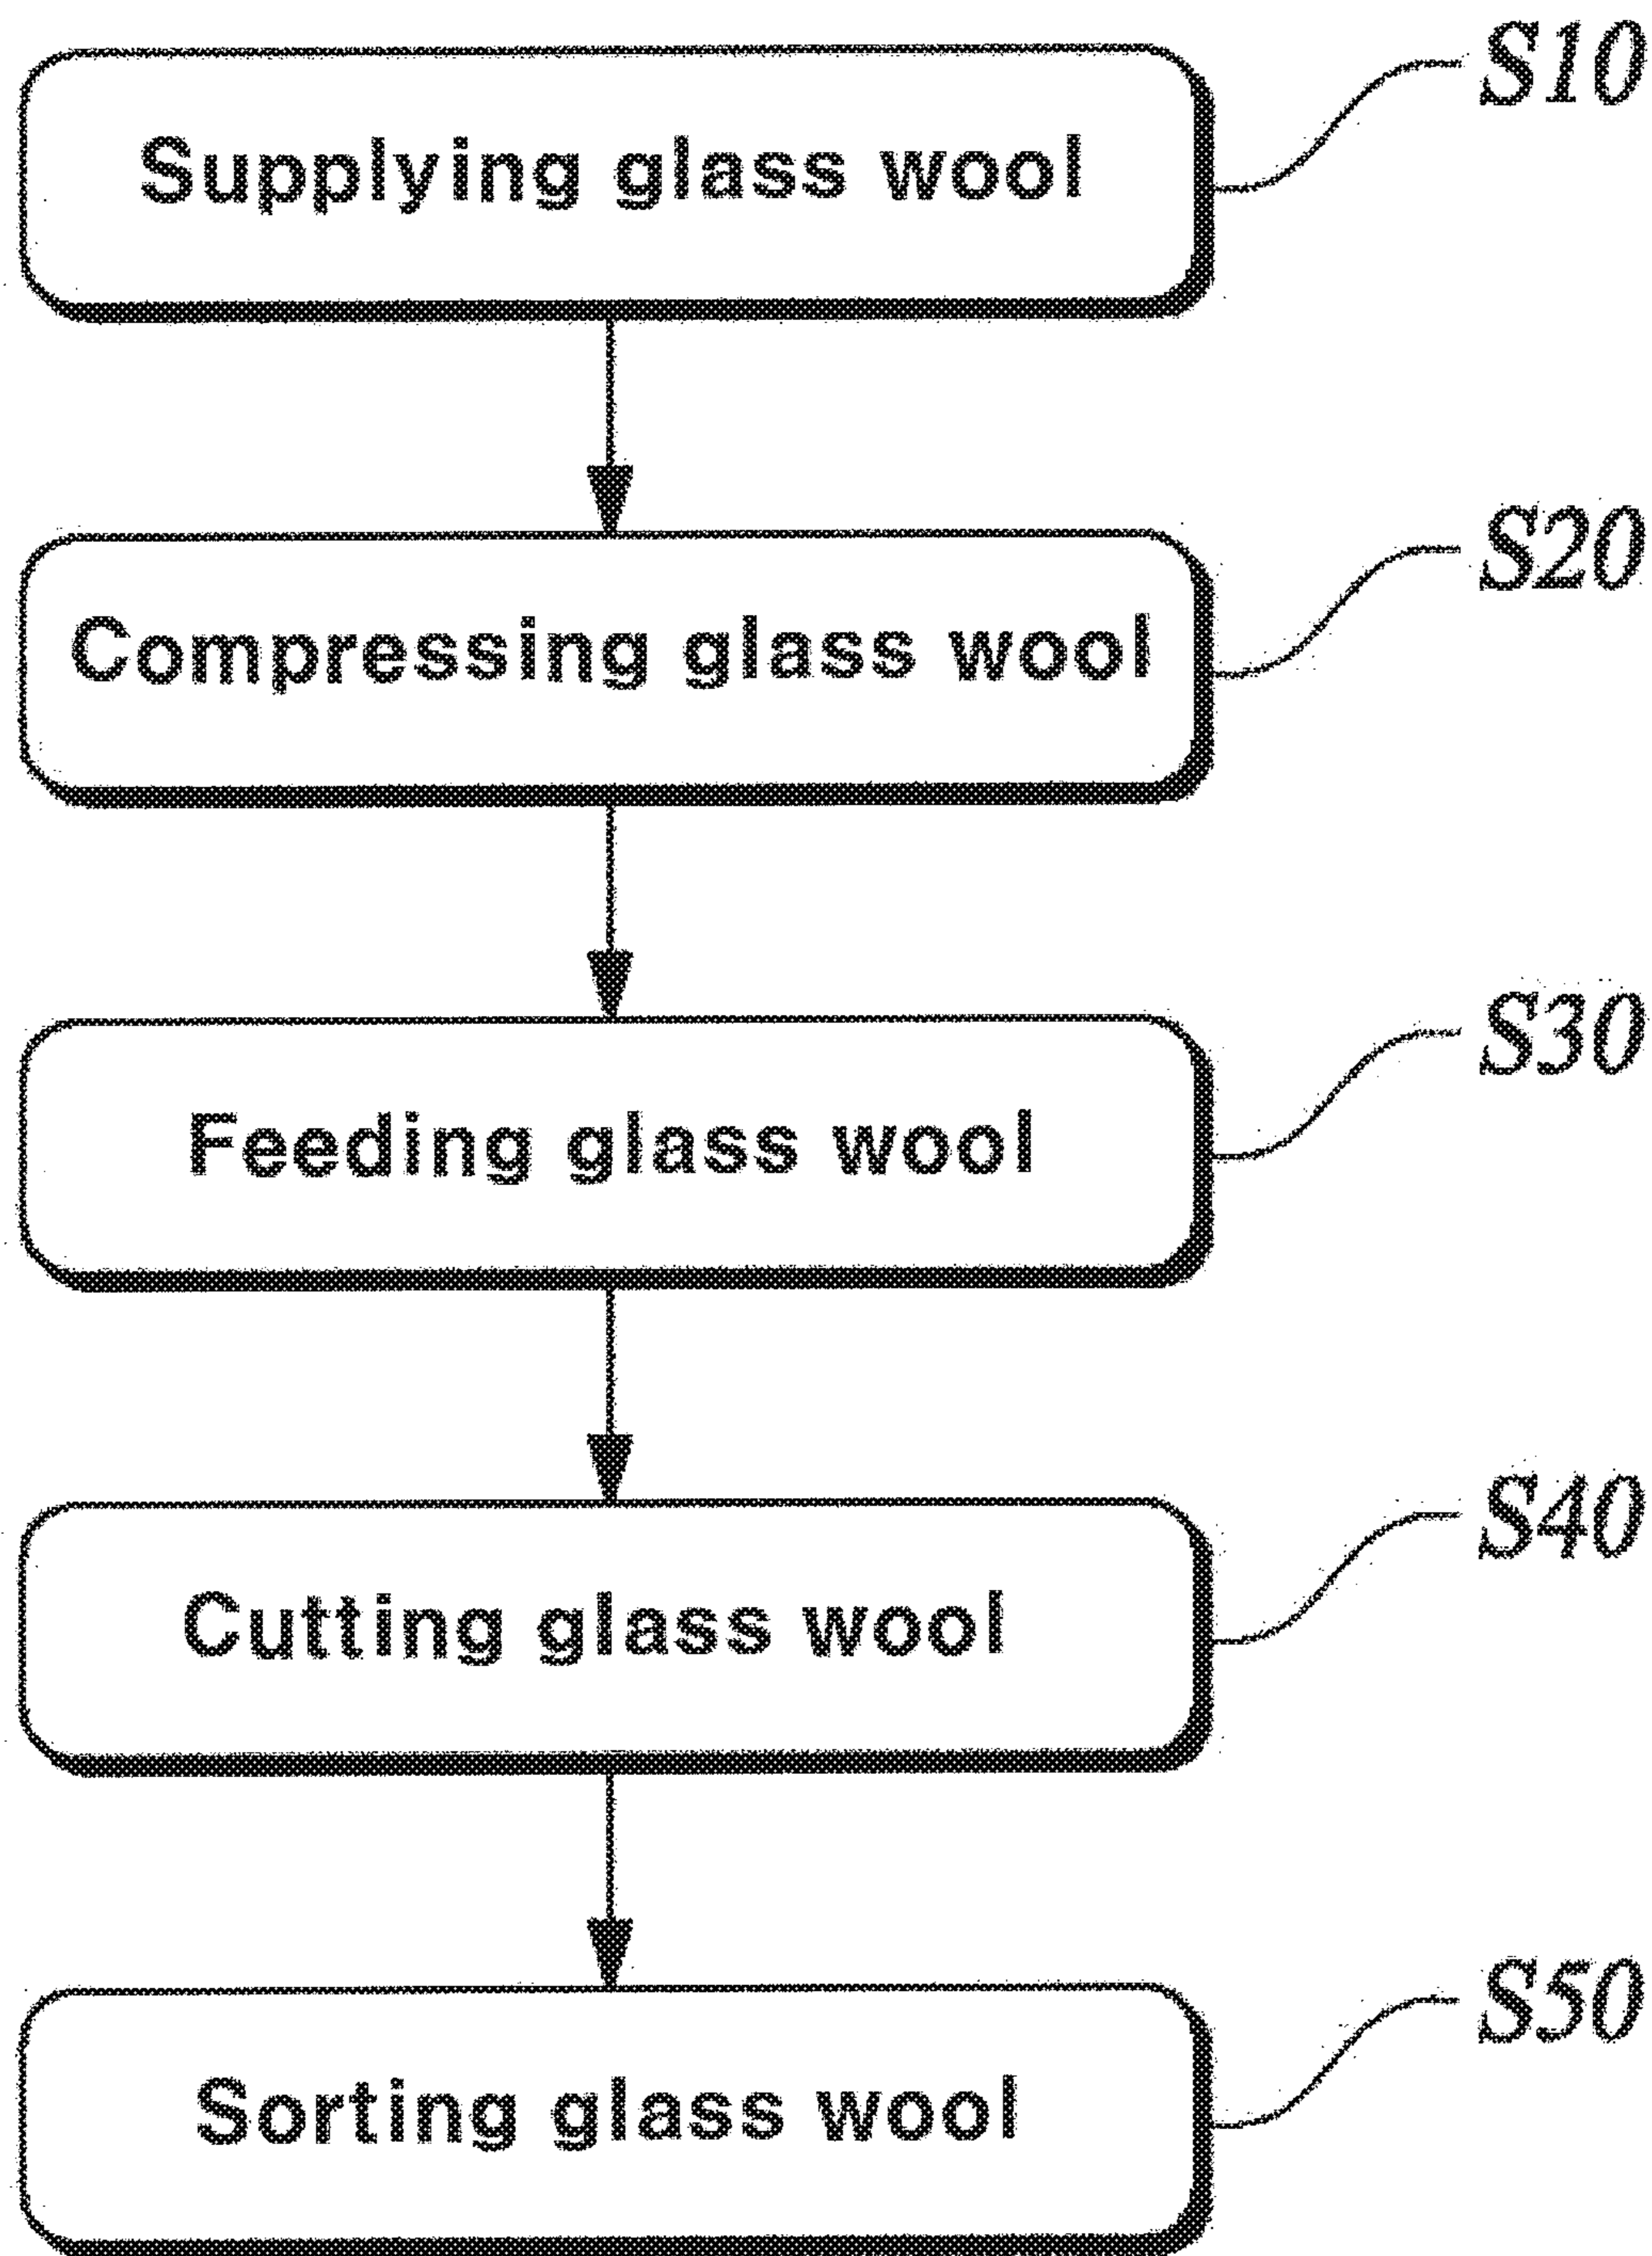 S10
Supplying glass wool
S20
Compressing glass wool
S30
Feeding glass wool
S40
Cutting glass wool
S50
Sorting glass wool